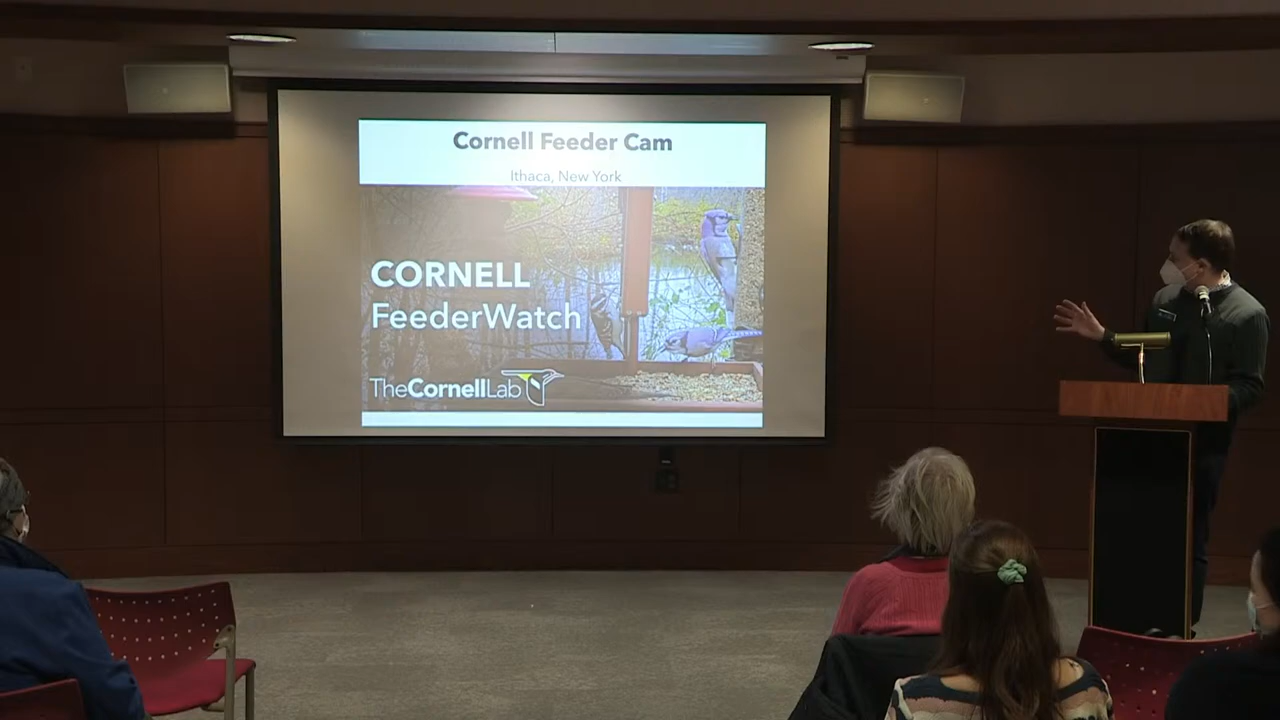 Cornell Feeder Cam
Ithaca, New York
CORNELL
FeederWatch
TheCornellLab